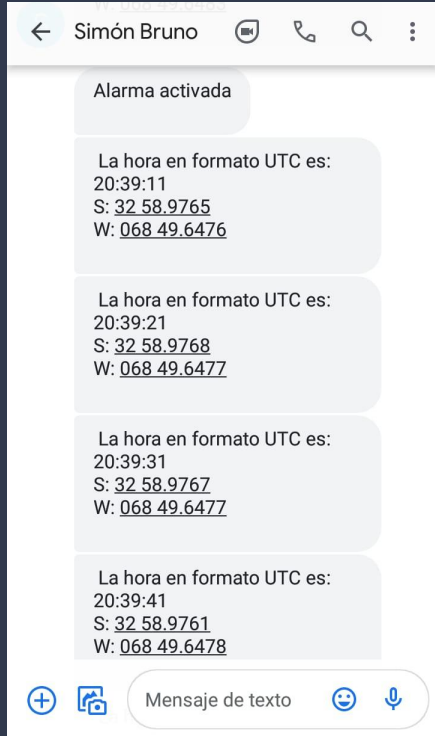 Simón Bruno
Alarma activada
La hora en formato UTC es:
20:39:11
S: 32 58.9765
W: 068 49.6476
La hora en formato UTC es:
20:39:21
S: 32 58.9768
W: 068 49.6477
La hora en formato UTC es:
20:39:31
S: 32 58.9767
W: 068 49.6477
La hora en formato UTC es:
20:39:41
S: 32 58.9761
W: 068 49.6478
Mensaje de texto